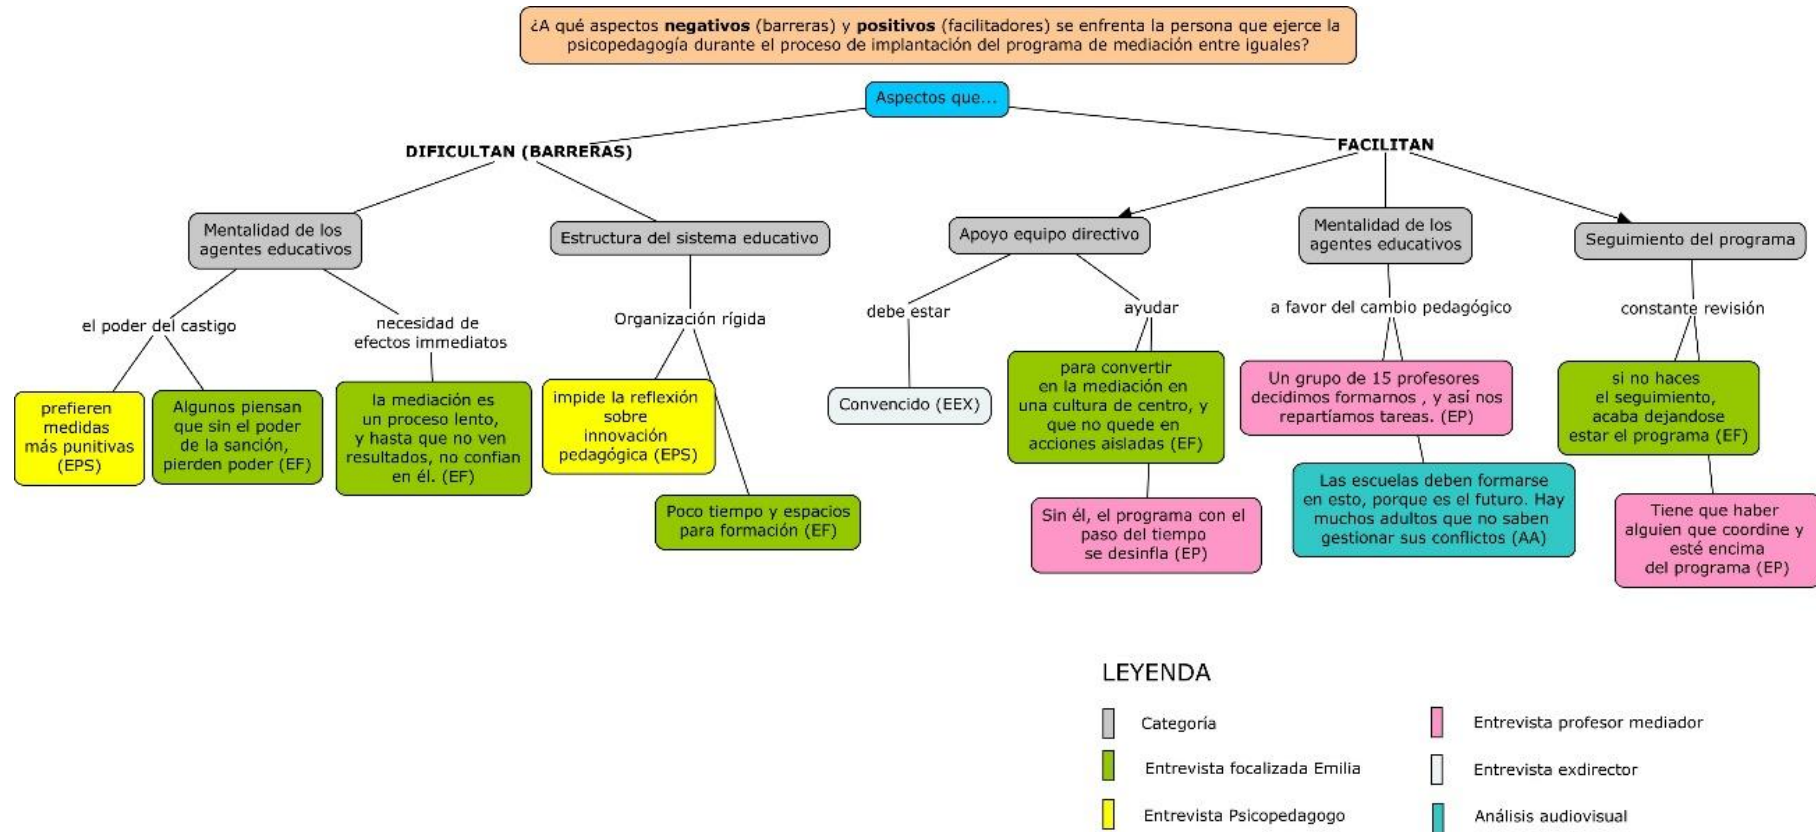 ¿A qué aspectos negativos (barreras) y positivos (facilitadores) se enfrenta la persona que ejerce la
psicopedagogía durante el proceso de implantación del programa de mediación entre iguales?
Aspectos que...
DIFICULTAN (BARRERAS)
FACILITAN
Mentalidad de los
agentes educativos
Estructura del sistema educativo
Apoyo equipo directivo
Mentalidad de los
agentes educativos
Seguimiento del programa
el poder del castigo
necesidad de
efectos immediatos
Organización rígida
debe estar
ayudar
a favor del cambio pedagógico
constante revisión
prefieren
medidas
más punitivas
(EPS)
Algunos piensan
que sin el poder
de la sanción,
pierden poder (EF)
la mediación es
un proceso lento,
y hasta que no ven
resultados, no confian
en él. (EF)
impide la reflexión
sobre
innovación
pedagógica (EPS)
Poco tiempo y espacios
para formación (EF)
Convencido (EEX)
para convertir
en la mediación en
una cultura de centro, y
que no quede en
acciones aisladas (EF)
Sin él, el programa con el
paso del tiempo
se desinfla (EP)
Un grupo de 15 profesores
decidimos formarnos , y así nos
repartíamos tareas. (EP)
Las escuelas deben formarse
en esto, porque es el futuro. Hay
muchos adultos que no saben
gestionar sus conflictos (AA)
si no haces
el seguimiento,
acaba dejandose
estar el programa (EF)
Tiene que haber
alguien que coordine y
esté encima
del programa (EP)
LEYENDA
Categoría
Entrevista focalizada Emilia
Entrevista Psicopedagogo
Entrevista profesor mediador
Entrevista exdirector
Análisis audiovisual